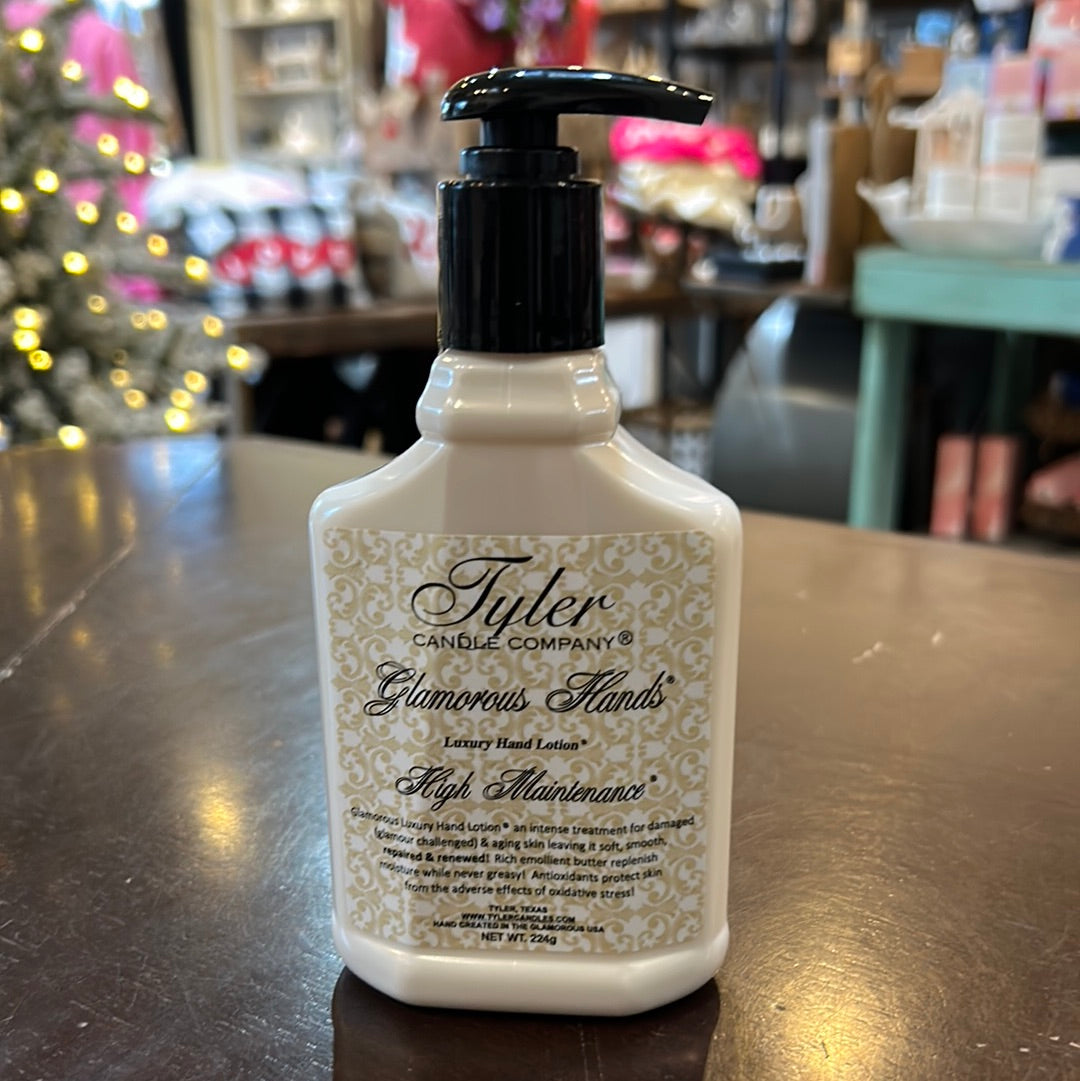 Tyler
CANDLE COMPANY®
Glamorous Hands®
Luxury Hand Lotion®
High Maintenance®
Glamorous Luxury Hand Lotion® an intense treatment for damaged
(glamour challenged) & aging skin leaving it soft, smooth,
repaired & renewed! Rich emollient butter replenish
moisture while never greasy! Antioxidants protect skin
from the adverse effects of oxidative stress!
TYLER, TEXAS
WWW.TYLERCANDLES.COM
HAND CREATED IN THE GLAMOROUS USA
NET WT. 224g